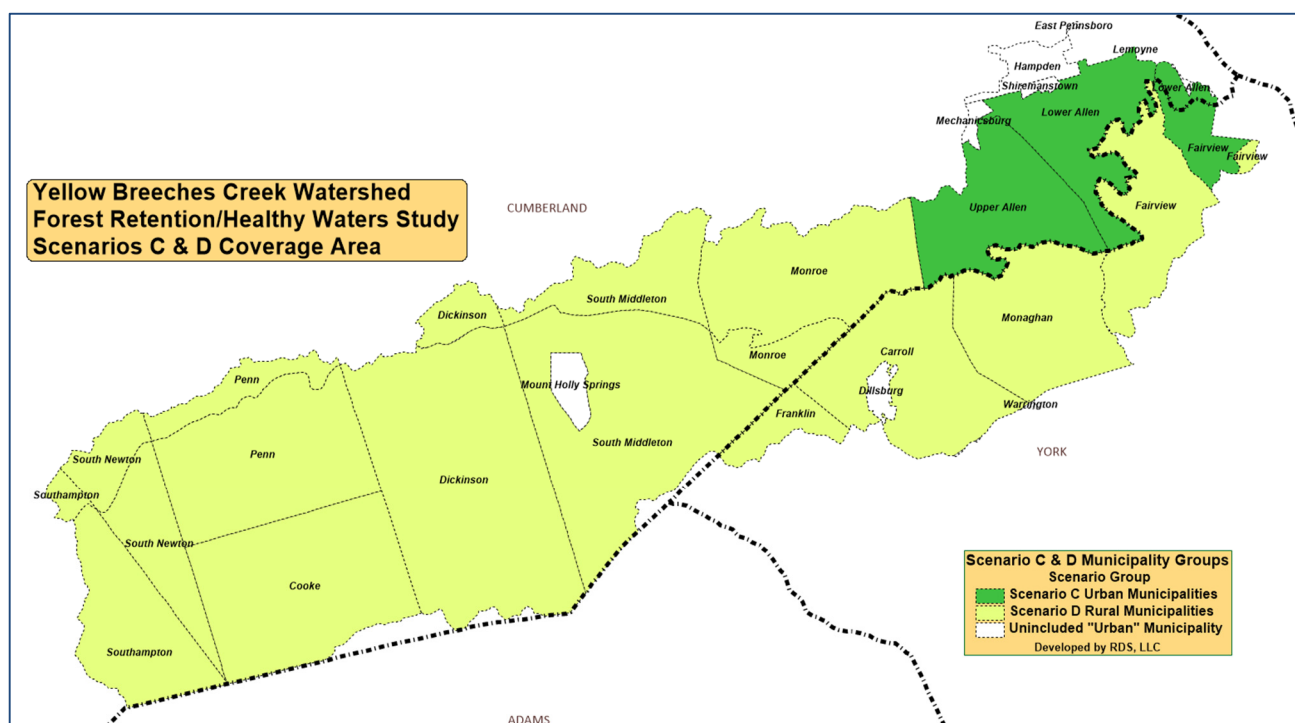 East Pennsboro
Lemoyne
Hampden
Shiremanstown
Lower Allen
Mechanicsburg
Lower Allen
Fairview
Fairview
Yellow Breeches Creek Watershed
Forest Retention/Healthy Waters Study
Scenarios C & D Coverage Area
CUMBERLAND
Upper Allen
Fairview
Monroe
South Middleton
Dickinson
Monaghan
Carroll
Monroe
Penn
Mount Holly Springs
Dillsburg
Warrington
Franklin
South Middleton
YORK
Penn
South Newton
Dickinson
Southampton
South Newton
Cooke
Southampton
Scenario C & D Municipality Groups
Scenario Group
Scenario C Urban Municipalities
Scenario D Rural Municipalities
Unincluded "Urban" Municipality
Developed by RDS, LLC
ADAMS